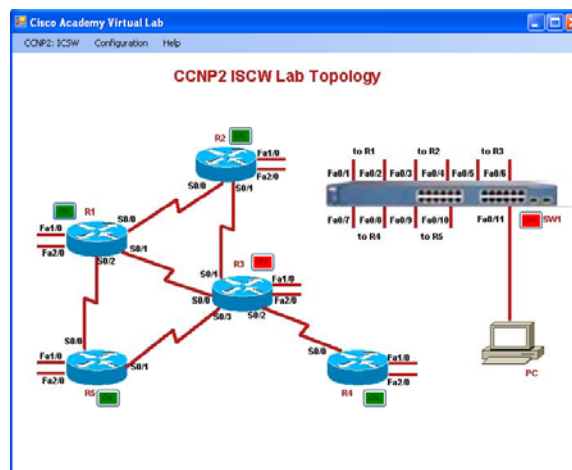 Cisco Academy Virtual Lab
CCNP2: ICSW Configuration Help
CCNP2 ISCW Lab Topology
R2
Fa1/0
Fa2/0
S0/0
S0/1
to R1 to R2 to R3
Fa0/1 Fa0/2 Fa0/3 Fa0/4 Fa0/5 Fa0/6
Fa0/7 Fa0/8 Fa0/9 Fa0/10 Fa0/11
SW1
to R4 to R5
R1
Fa1/0
Fa2/0
S0/0
S0/1
S0/2
R3
S0/1
S0/0
S0/3
S0/2
Fa1/0
Fa2/0
S0/0
Fa1/0
Fa2/0
S0/1
R5
S0/0
Fa1/0
Fa2/0
R4
PC